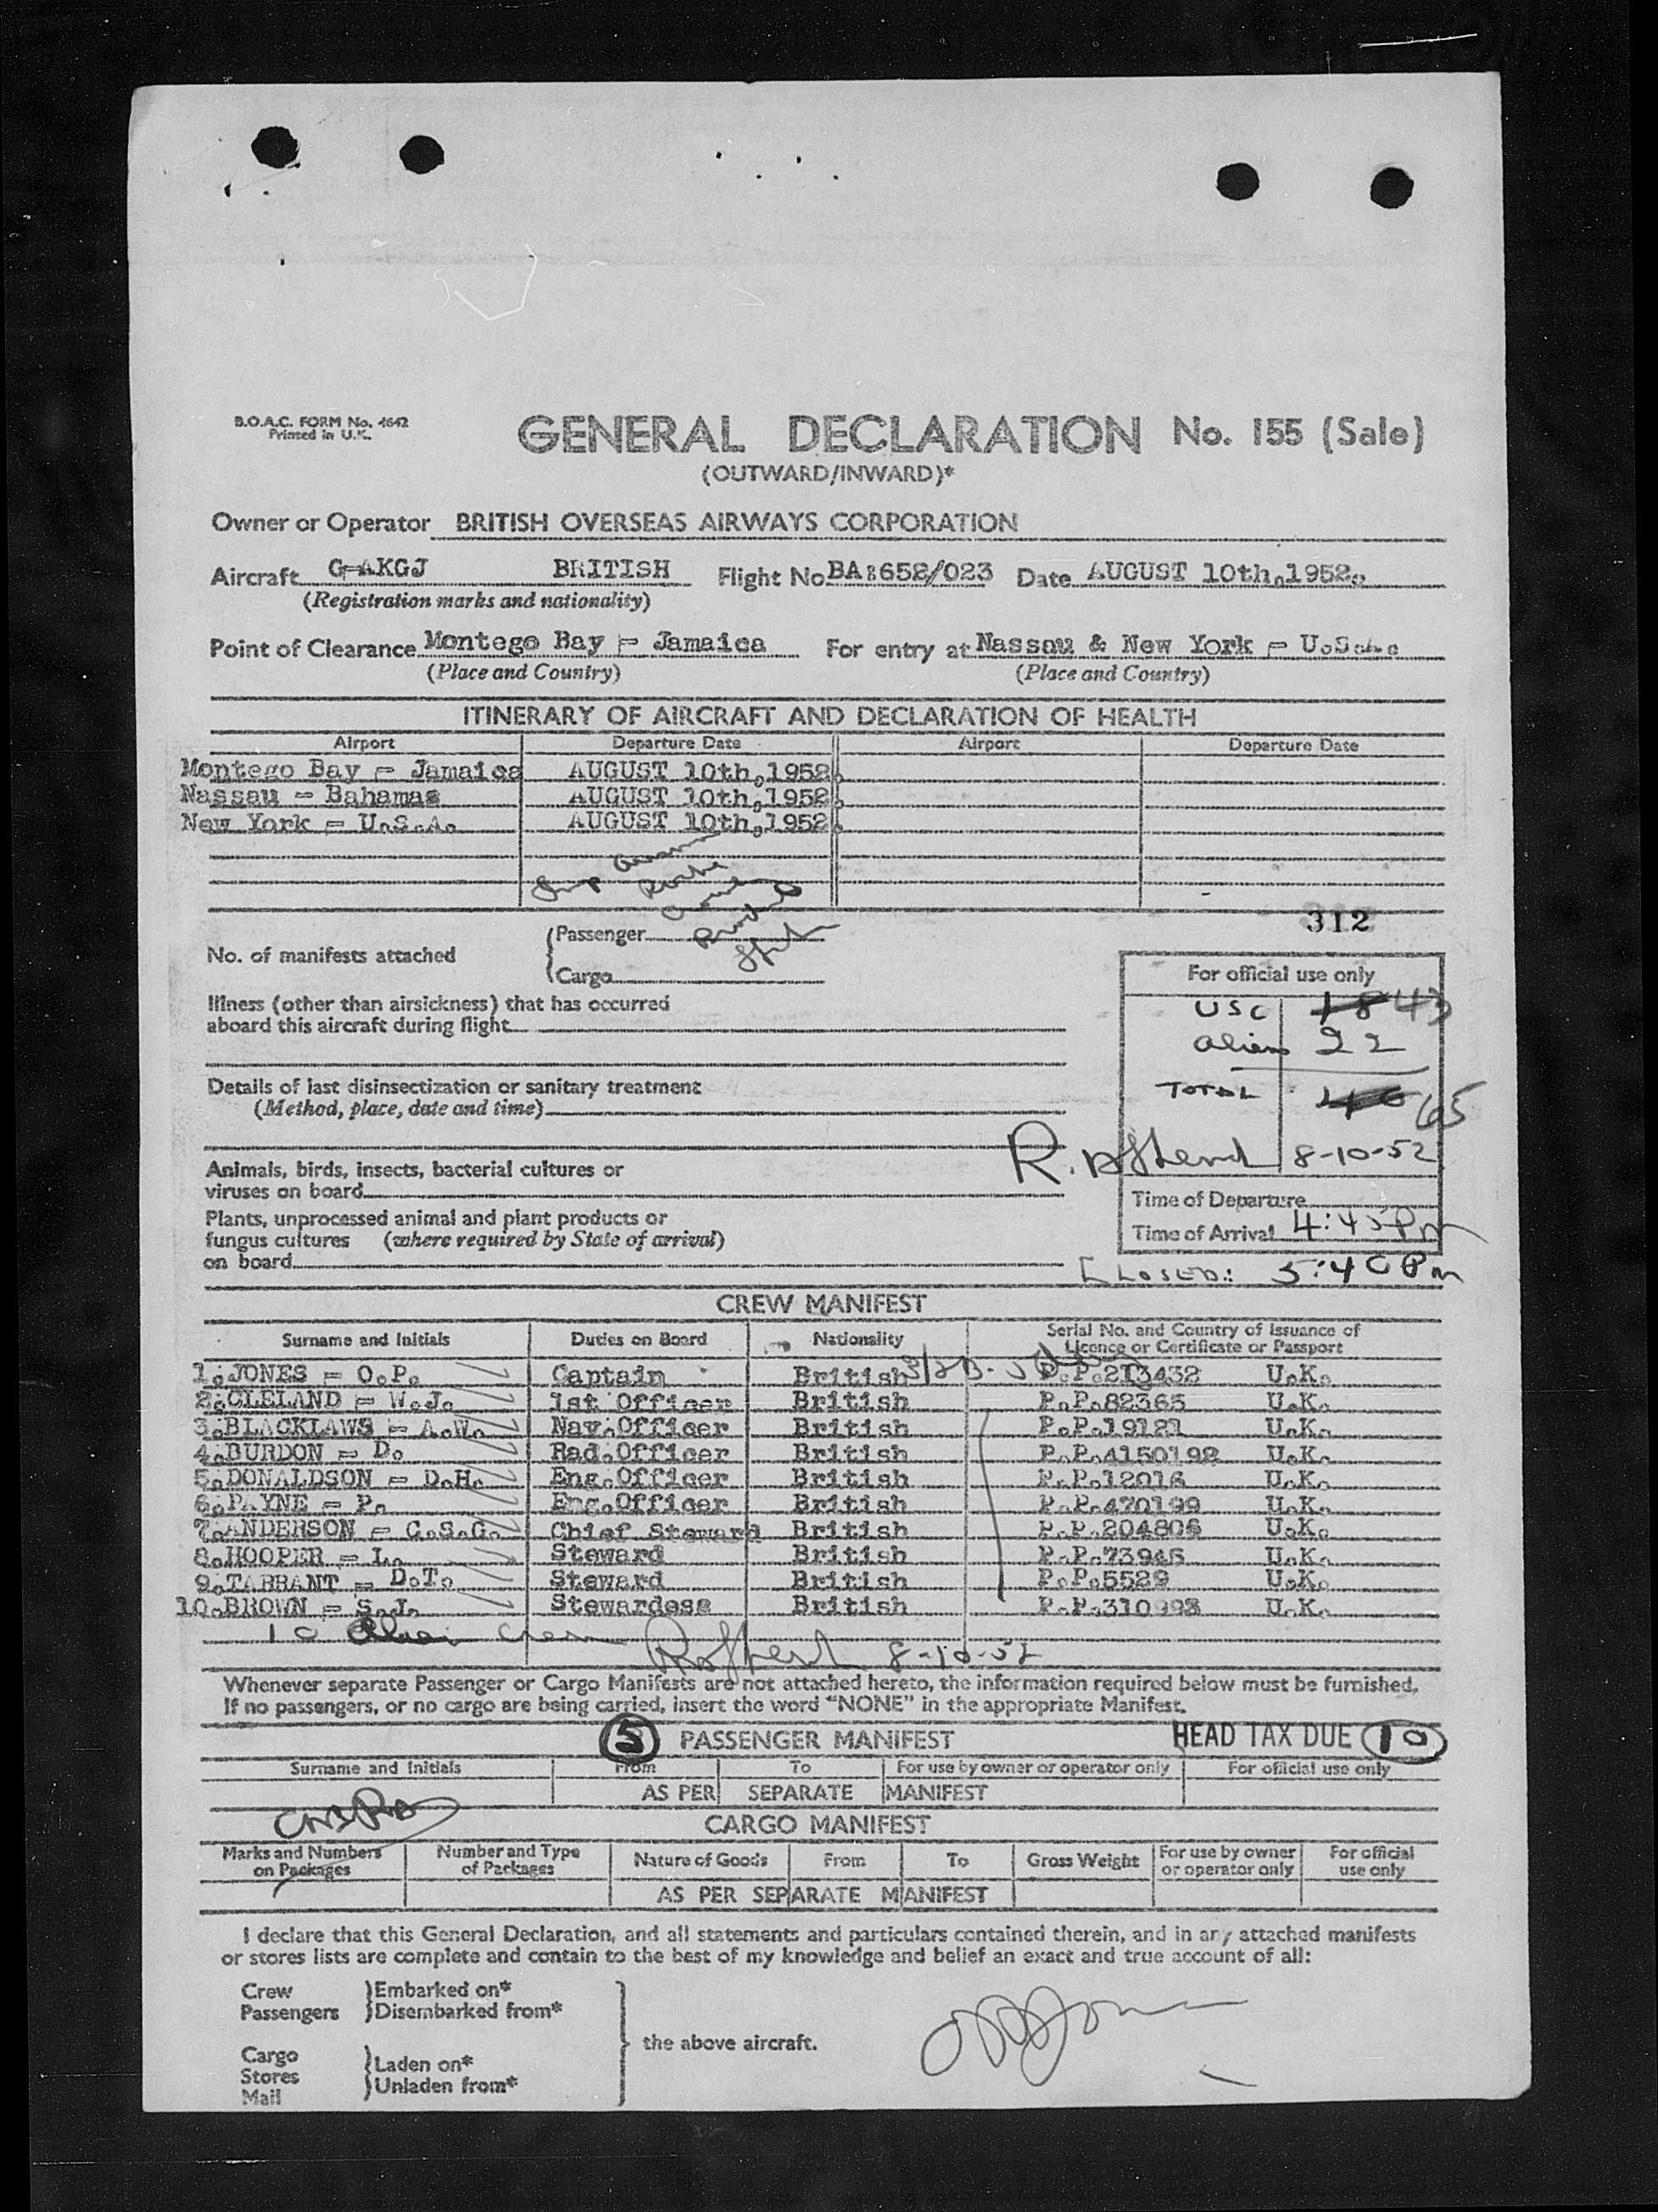 B.O.A.C. FORM No. 4642
Printed in U.K.
GENERAL DECLARATION No. 155 (Sale)
(OUTWARD/INWARD)*
Owner or Operator BRITISH OVERSEAS AIRWAYS CORPORATION
Aircraft G-AKGJ BRITISH Flight No BA:652/023 Date AUGUST 10th,1952.
(Registration marks and nationality)
Point of Clearance Montego Bay - Jamaica For entry at Nassau & New York - U.S.A.
(Place and Country) (Place and Country)
ITINERARY OF AIRCRAFT AND DECLARATION OF HEALTH
Airport Departure Date Airport Departure Date
Montego Bay - Jamaica AUGUST 10th,1952.
Nassau - Bahamas AUGUST 10th,1952.
New York - U.S.A. AUGUST 10th,1952.
312
No. of manifests attached
Passenger
Cargo
For official use only
Illness (other than airsickness) that has occurred
aboard this aircraft during flight
USC 18 43
Aliens 22
TOTAL 40 65
Details of last disinsectization or sanitary treatment
(Method, place, date and time)
8-10-52
Animals, birds, insects, bacterial cultures or
viruses on board
Time of Departure
Plants, unprocessed animal and plant products or
fungus cultures (where required by State of arrival)
on board
Time of Arrival 4:45 Pm
CLOSED: 5:40 Pm
CREW MANIFEST
Surname and Initials Duties on Board Nationality Serial No. and Country of Issuance of
Licence or Certificate or Passport
1.JONES - O.P. Captain British P.P.213432 U.K.
2.CLELAND - W.J. 1st Officer British P.P.82365 U.K.
3.BLACKLAWS - A.W. Nav.Officer British P.P.19121 U.K.
4.BURDON - D. Rad.Officer British P.P.4150192 U.K.
5.DONALDSON - D.H. Eng.Officer British P.P.12016 U.K.
6.PAYNE - P. Eng.Officer British P.P.470199 U.K.
7.ANDERSON - C.S.G. Chief Steward British P.P.204806 U.K.
8.HOOPER - L. Steward British P.P.73945 U.K.
9.TARRANT - D.T. Steward British P.P.5529 U.K.
10.BROWN - S.J. Stewardess British P.P.310993 U.K.
10 Alien Crew 8-10-52
Whenever separate Passenger or Cargo Manifests are not attached hereto, the information required below must be furnished.
If no passengers, or no cargo are being carried, insert the word "NONE" in the appropriate Manifest.
5 PASSENGER MANIFEST HEAD TAX DUE 10
Surname and Initials From To For use by owner or operator only For official use only
AS PER SEPARATE MANIFEST
CARGO MANIFEST
Marks and Numbers on Packages Number and Type of Packages Nature of Goods From To Gross Weight For use by owner or operator only For official use only
AS PER SEPARATE MANIFEST
I declare that this General Declaration, and all statements and particulars contained therein, and in any attached manifests
or stores lists are complete and contain to the best of my knowledge and belief an exact and true account of all:
Crew Embarked on*
Passengers Disembarked from*
the above aircraft.
Cargo Laden on*
Stores Unladen from*
Mail